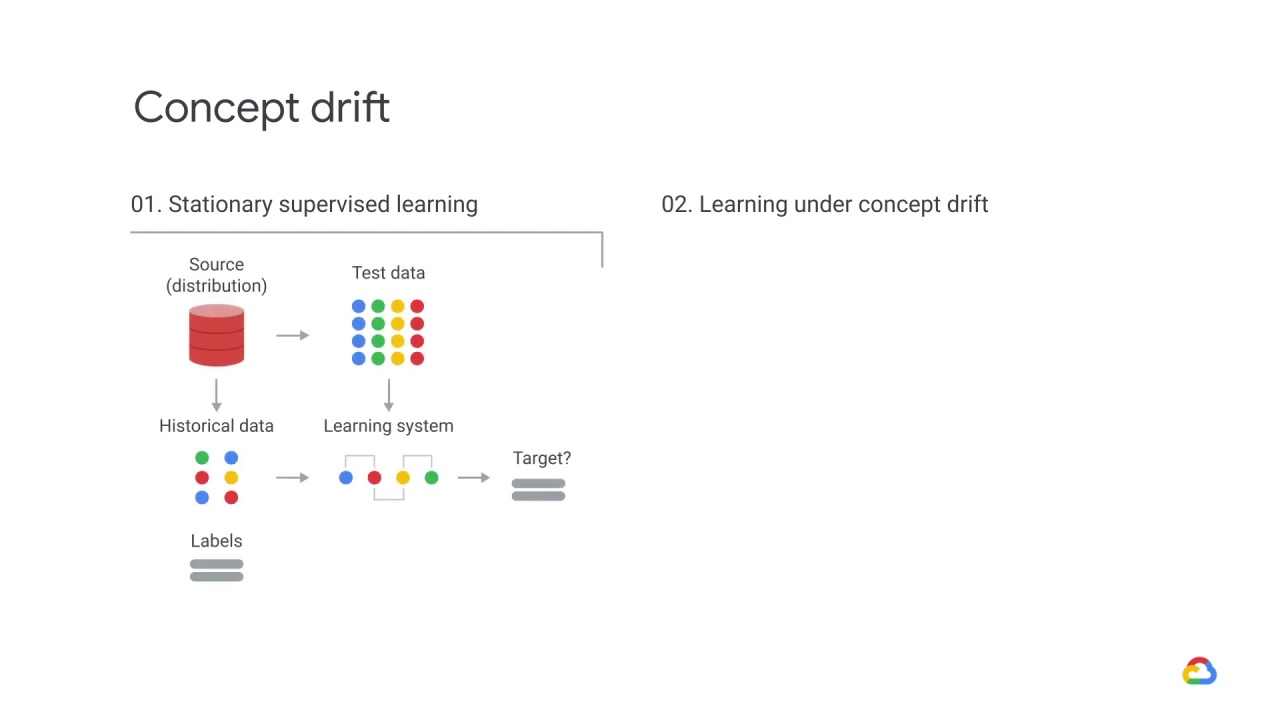 Concept drift
01. Stationary supervised learning
02. Learning under concept drift
Source
(distribution)
Test data
Historical data
Learning system
Target?
Labels